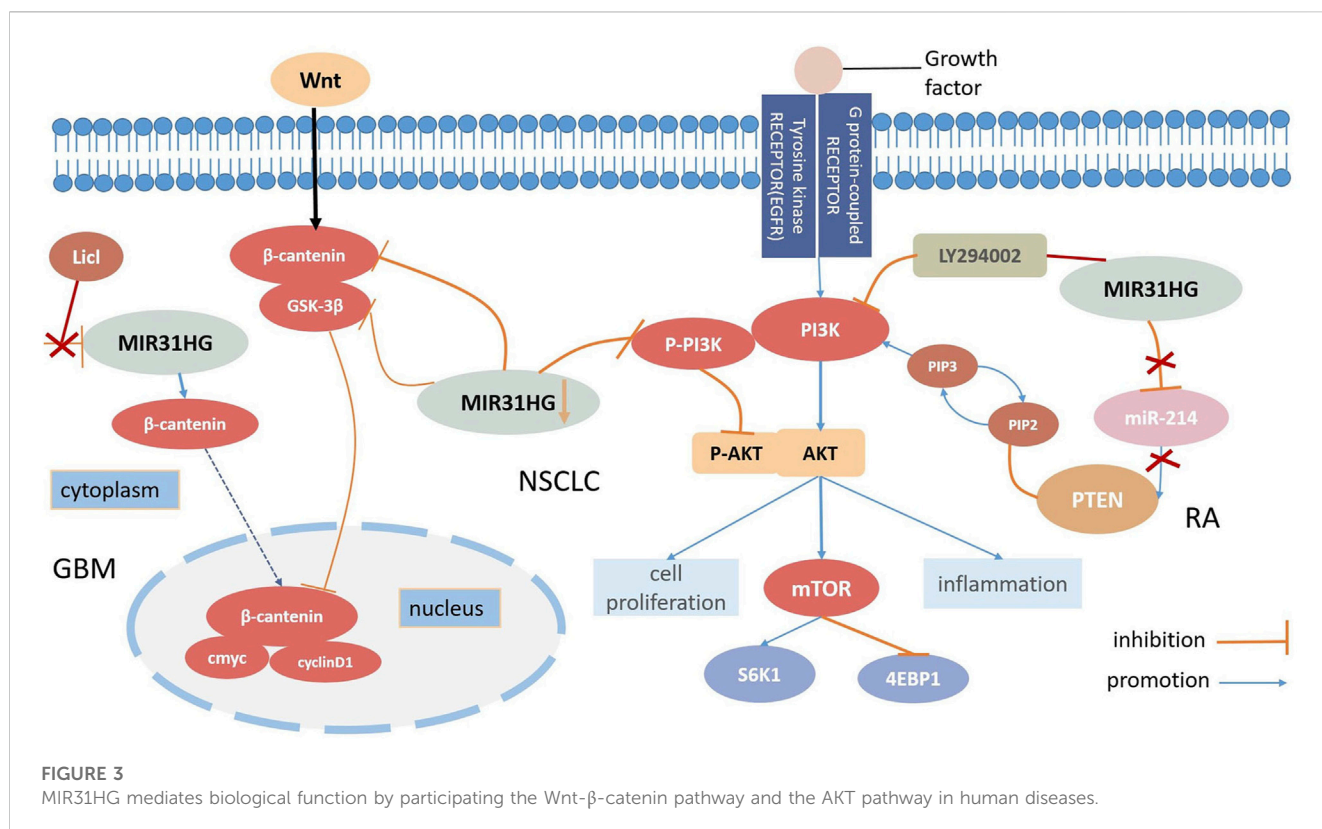 Wnt
Growth
factor
Tyrosine kinase
RECEPTOR(EGFR)
G protein-coupled
RECEPTOR
Licl
β-cantenin
GSK-3β
MIR31HG
β-cantenin
MIR31HG
P-PI3K
PI3K
LY294002
MIR31HG
PIP3
PIP2
miR-214
PTEN
RA
P-AKT
AKT
NSCLC
cytoplasm
GBM
nucleus
β-cantenin
cmyc
cyclinD1
cell
proliferation
mTOR
inflammation
S6K1
4EBP1
inhibition
promotion
FIGURE 3
MIR31HG mediates biological function by participating the Wnt-β-catenin pathway and the AKT pathway in human diseases.